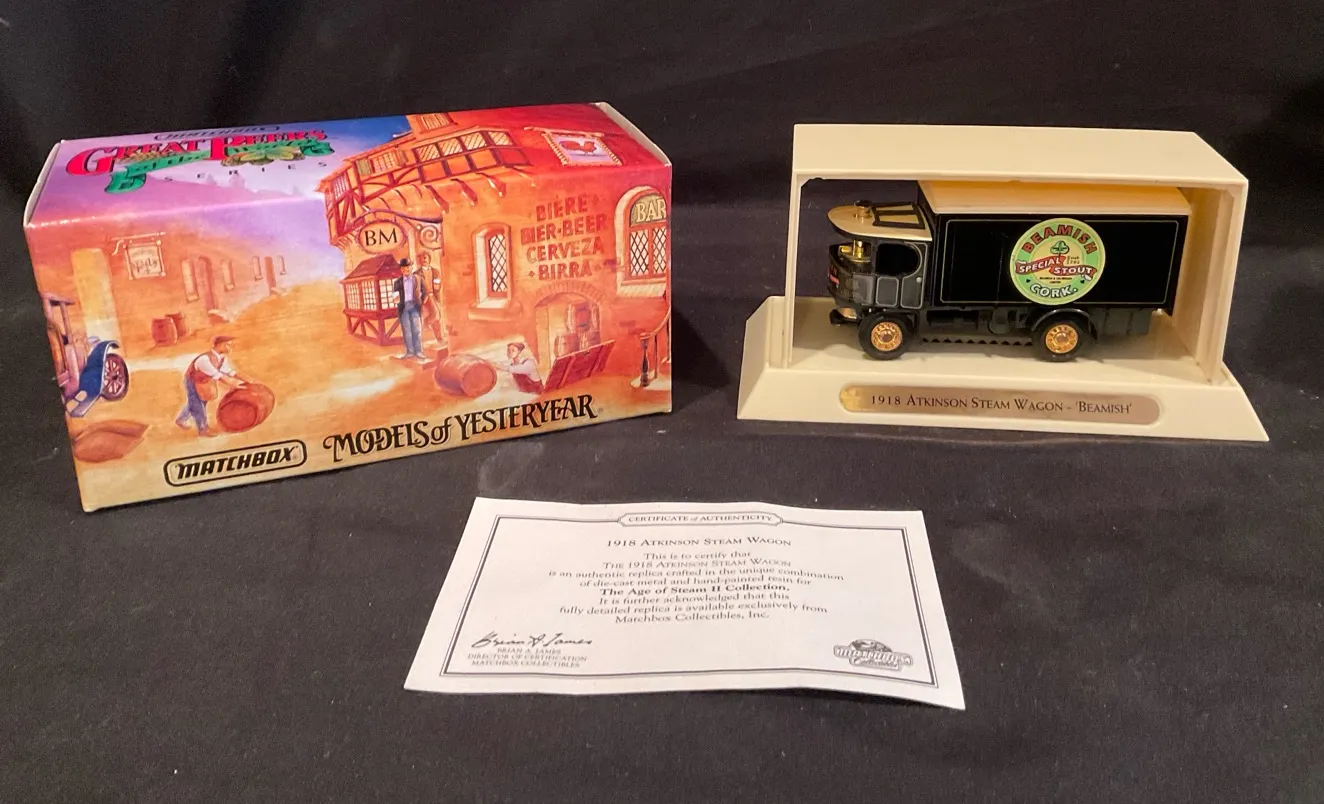 MATCHBOX
GREAT BEERS
SERIES
BM
BIÈRE
BIER·BEER
CERVEZA
·BIRRA·
BAR
MATCHBOX
MODELS of YESTERYEAR
BEAMISH
SPECIAL STOUT
CORK.
1918 ATKINSON STEAM WAGON - 'BEAMISH'
CERTIFICATE of AUTHENTICITY
1918 ATKINSON STEAM WAGON
This is to certify that
THE 1918 ATKINSON STEAM WAGON
is an authentic replica crafted in the unique combination
of die-cast metal and hand-painted resin for
The Age of Steam II Collection.
It is further acknowledged that this
fully detailed replica is available exclusively from
Matchbox Collectibles, Inc.
Brian A. James
BRIAN A. JAMES
DIRECTOR OF CERTIFICATION
MATCHBOX COLLECTIBLES